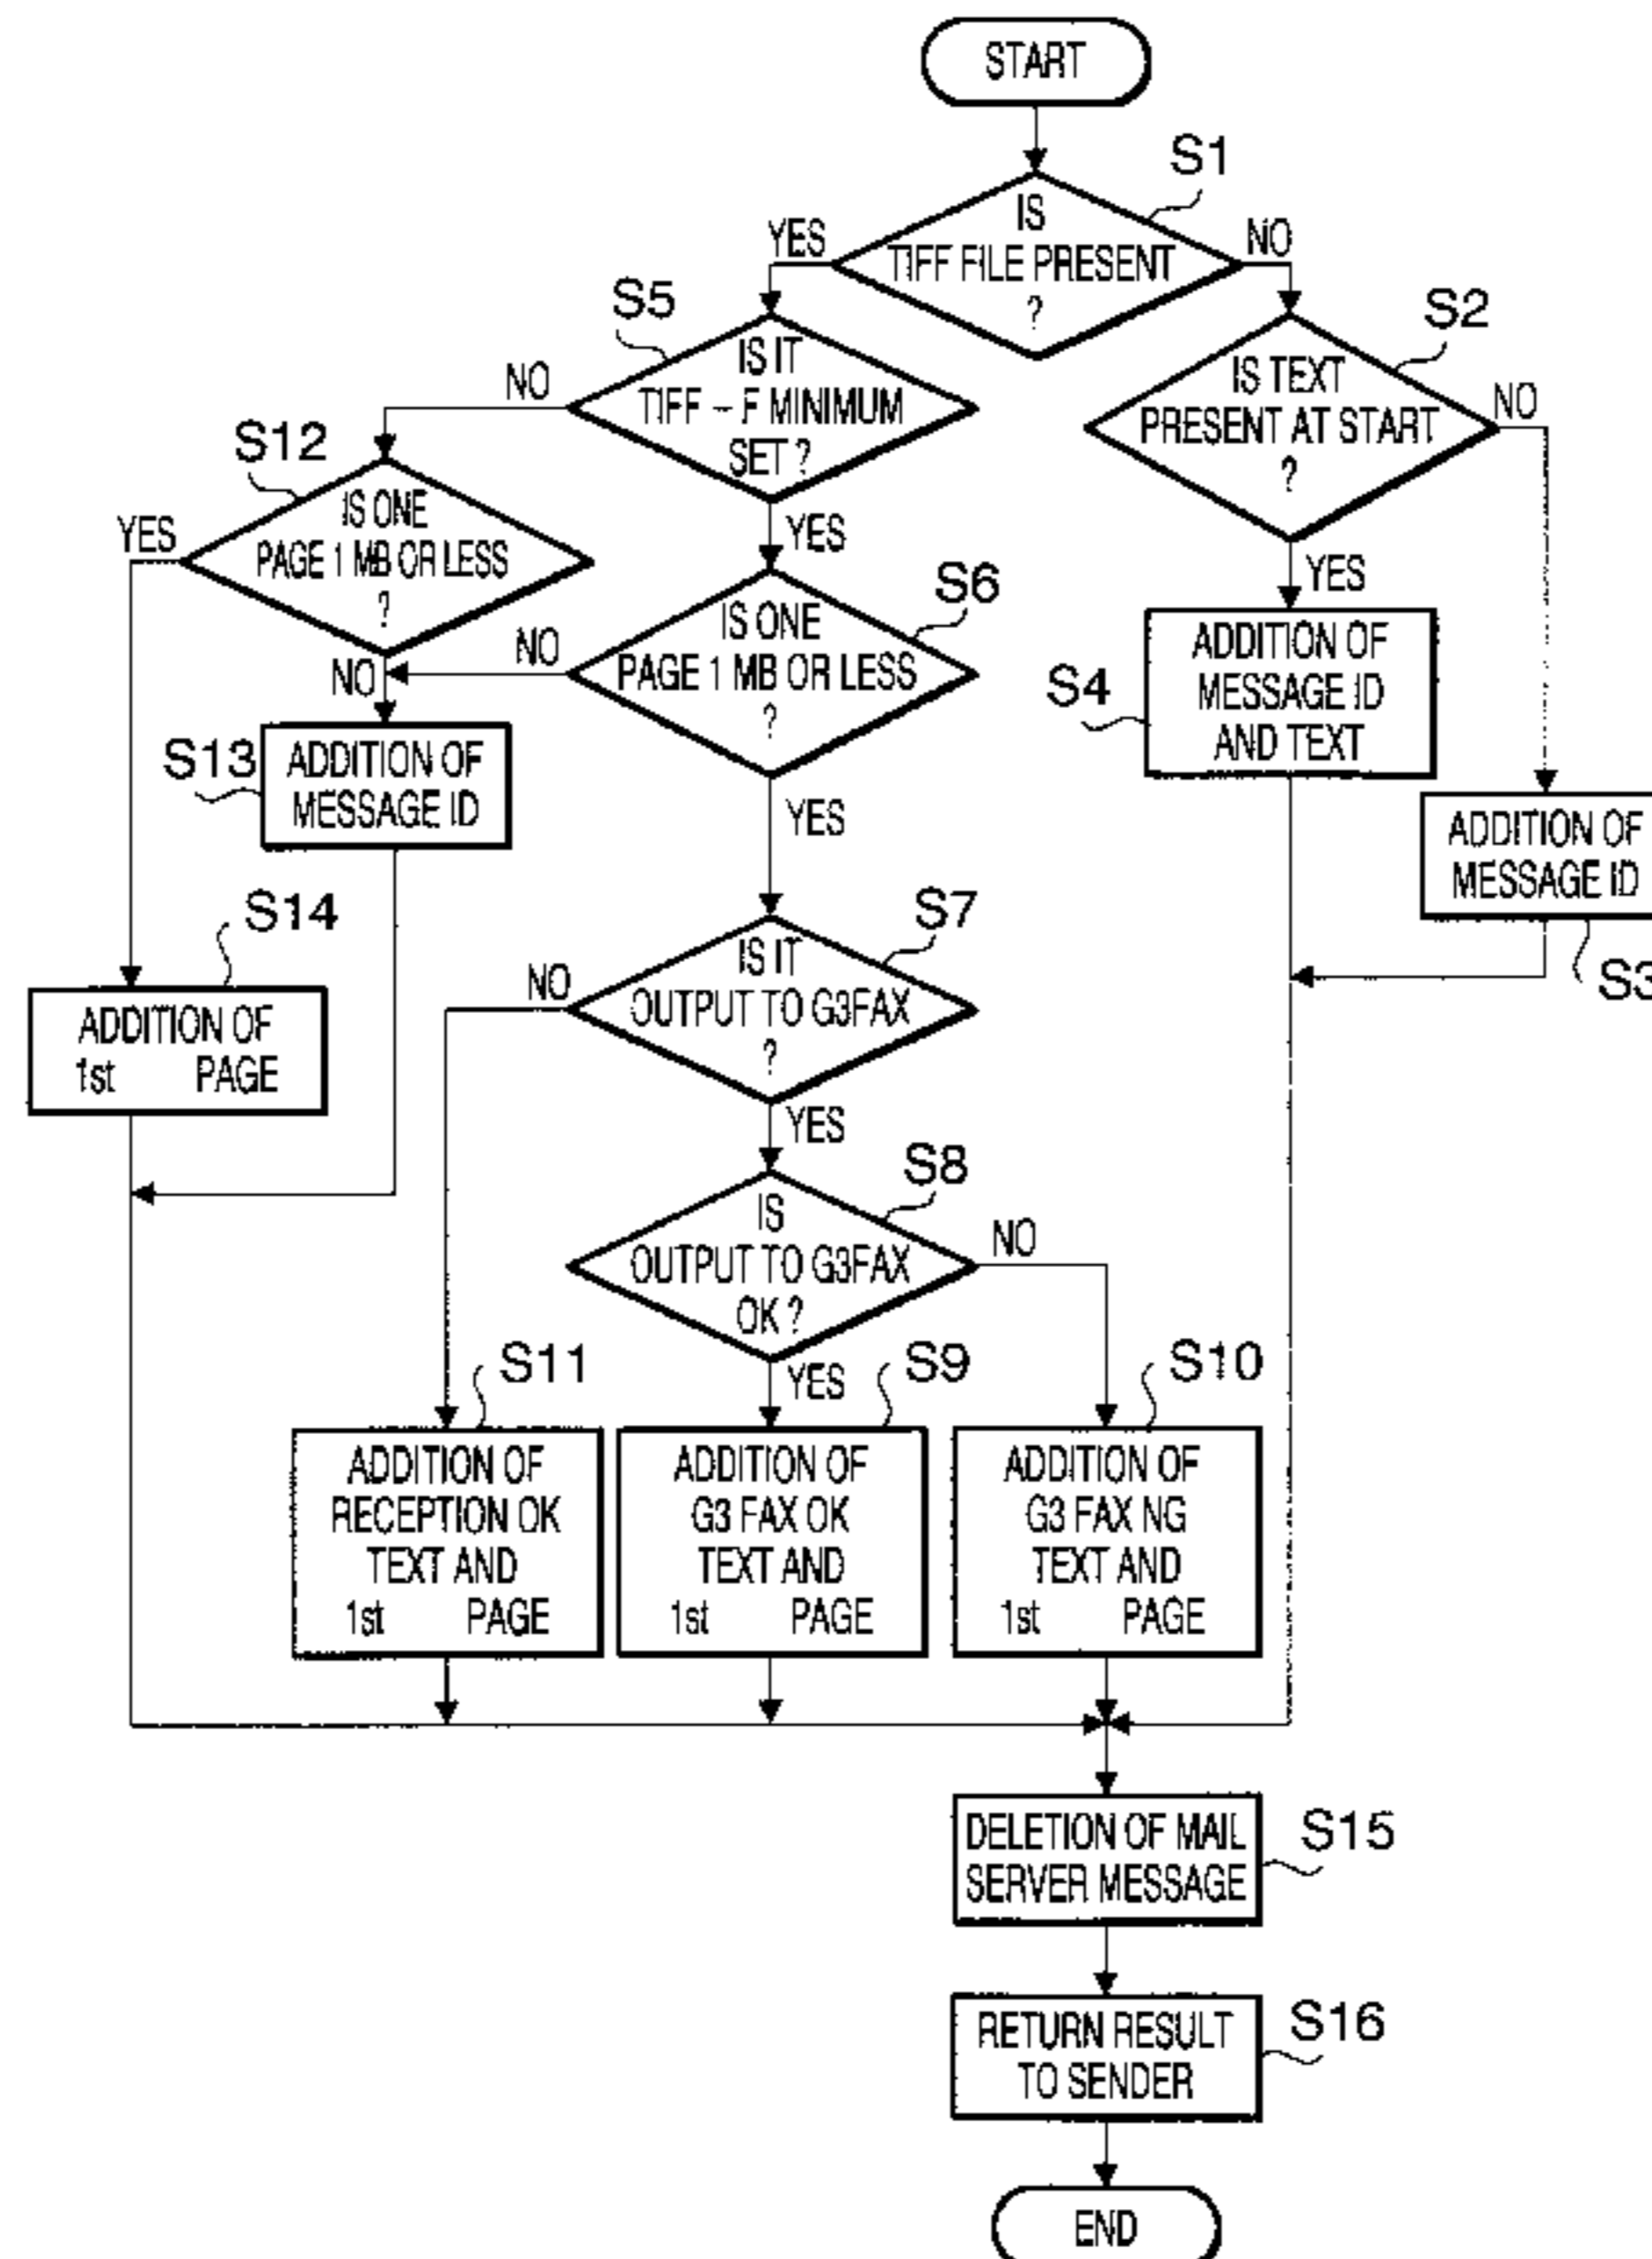 START
S1
IS
TIFF FILE PRESENT
?
YES
NO
S5
IS IT
TIFF – F MINIMUM
SET ?
NO
YES
S2
IS TEXT
PRESENT AT START
?
NO
YES
S12
IS ONE
PAGE 1 MB OR LESS
?
YES
NO
S6
IS ONE
PAGE 1 MB OR LESS
?
NO
YES
S4
ADDITION OF
MESSAGE ID
AND TEXT
S13
ADDITION OF
MESSAGE ID
ADDITION OF
MESSAGE ID
S3
S14
ADDITION OF
1st PAGE
S7
IS IT
OUTPUT TO G3FAX
?
NO
YES
S8
IS
OUTPUT TO G3FAX
OK ?
NO
YES
S11
ADDITION OF
RECEPTION OK
TEXT AND
1st PAGE
S9
ADDITION OF
G3 FAX OK
TEXT AND
1st PAGE
S10
ADDITION OF
G3 FAX NG
TEXT AND
1st PAGE
DELETION OF MAIL
SERVER MESSAGE
S15
RETURN RESULT
TO SENDER
S16
END